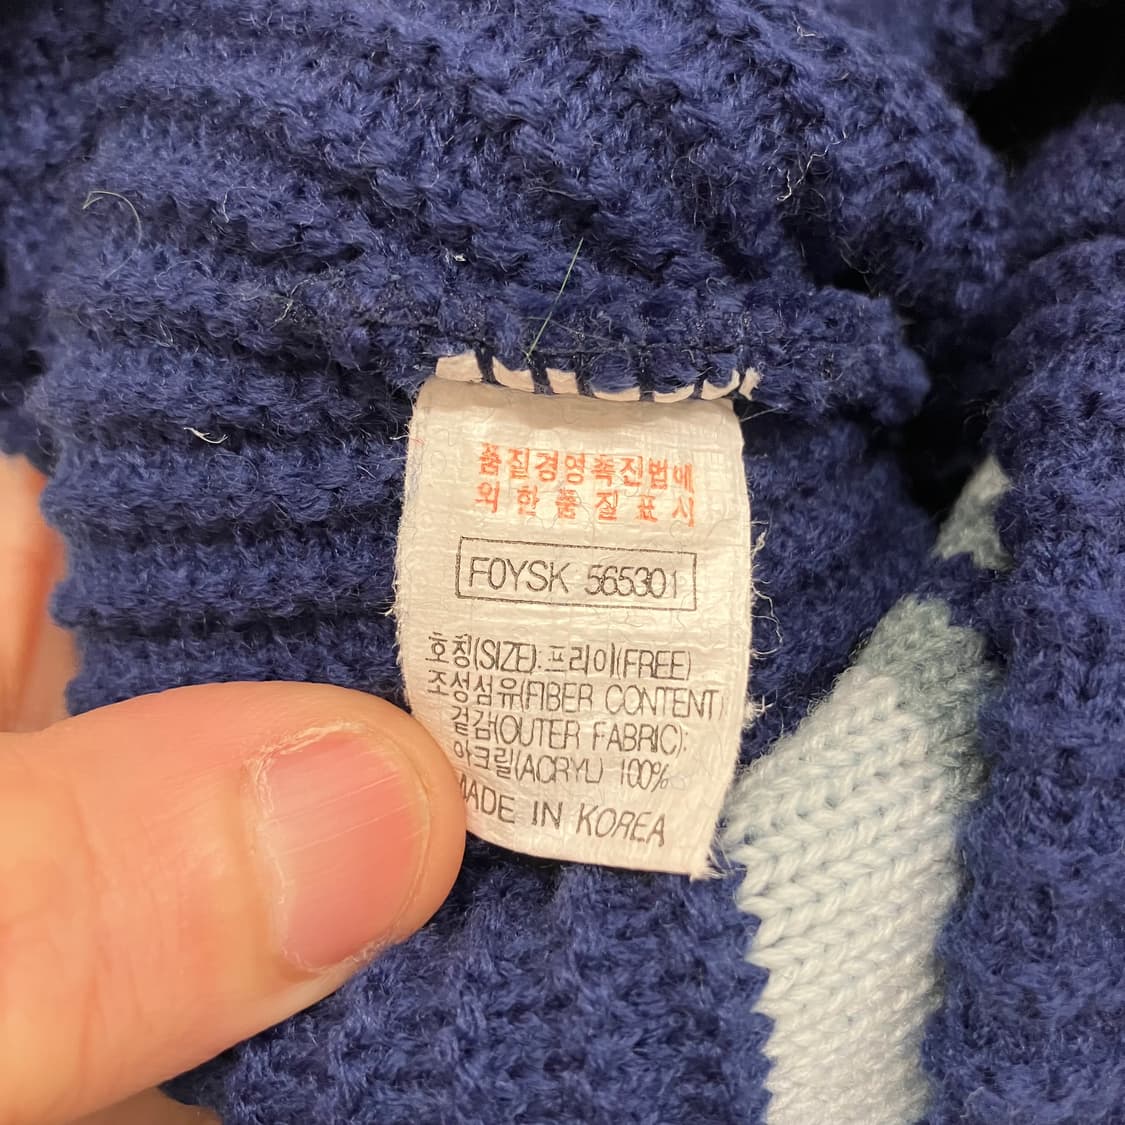 품질경영촉진법에
의한품질표시
FOYSK 565301
호칭(SIZE). 프리이(FREE)
조성섬유(FIBER CONTENT)
겉감(OUTER FABRIC):
아크릴(ACRYL) 100%
MADE IN KOREA